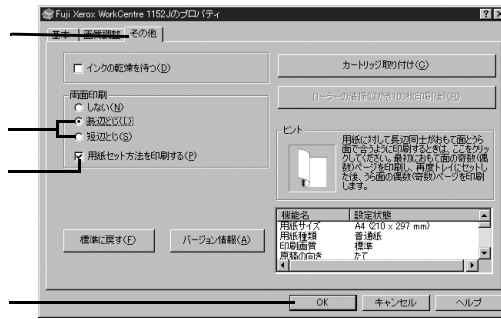 Fuji Xerox WorkCentre 1152Jのプロパティ
基本
画質調整
その他
インクの乾燥を待つ(D)
両面印刷
しない(N)
長辺とじ(L)
短辺とじ(S)
用紙セット方法を印刷する(P)
標準に戻す(F)
バージョン情報(A)
カートリッジ取り付け(C)
ヒント
用紙に対して長辺同士がおもて面とうら
面で合うように印刷するときは、ここをクリッ
クしてください。最初におもて面の奇数(偶
数)ページを印刷し、再度トレイにセットし
た後、うら面の偶数(奇数)ページを印刷
します。
機能名 設定状態
用紙サイズ A4 (210 x 297 mm)
用紙種類 普通紙
印刷画質 標準
原稿の向き たて
OK
キャンセル
ヘルプ